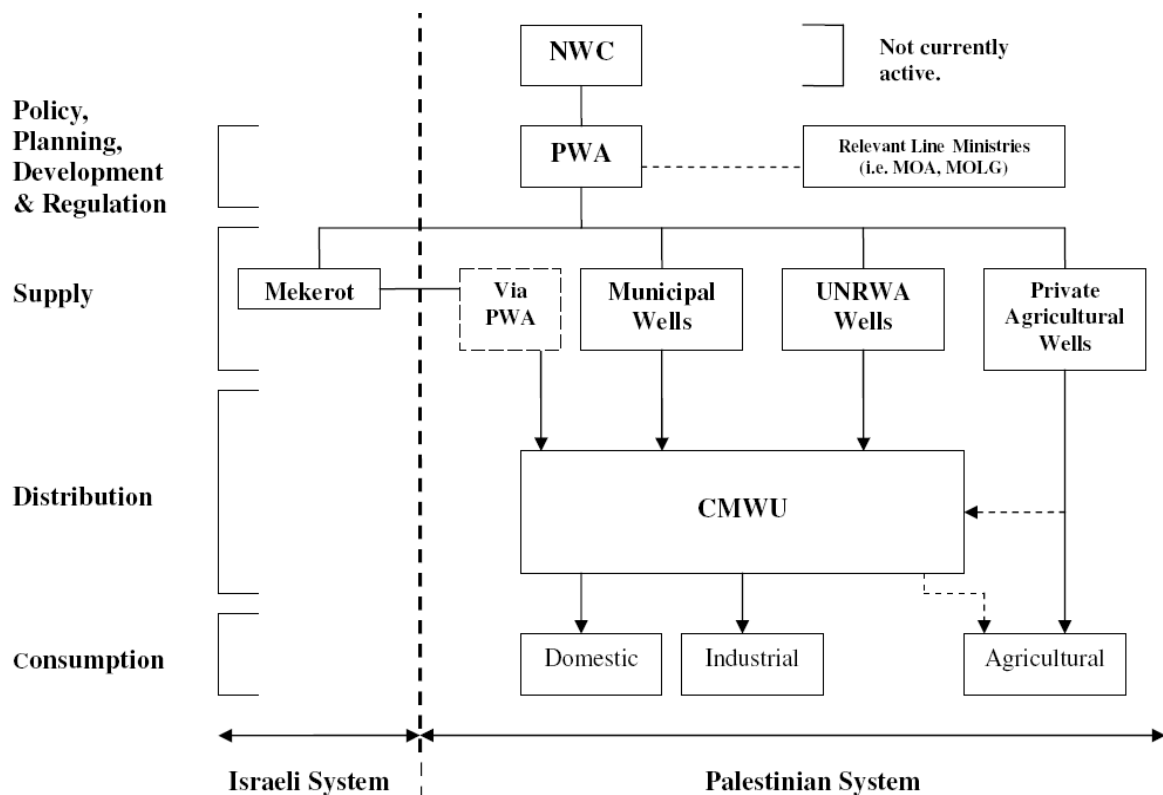 NWC
Not currently
active.
Policy,
Planning,
Development
& Regulation
PWA
Relevant Line Ministries
(i.e. MOA, MOLG)
Supply
Mekerot
Via
PWA
Municipal
Wells
UNRWA
Wells
Private
Agricultural
Wells
Distribution
CMWU
Consumption
Domestic
Industrial
Agricultural
Israeli System
Palestinian System